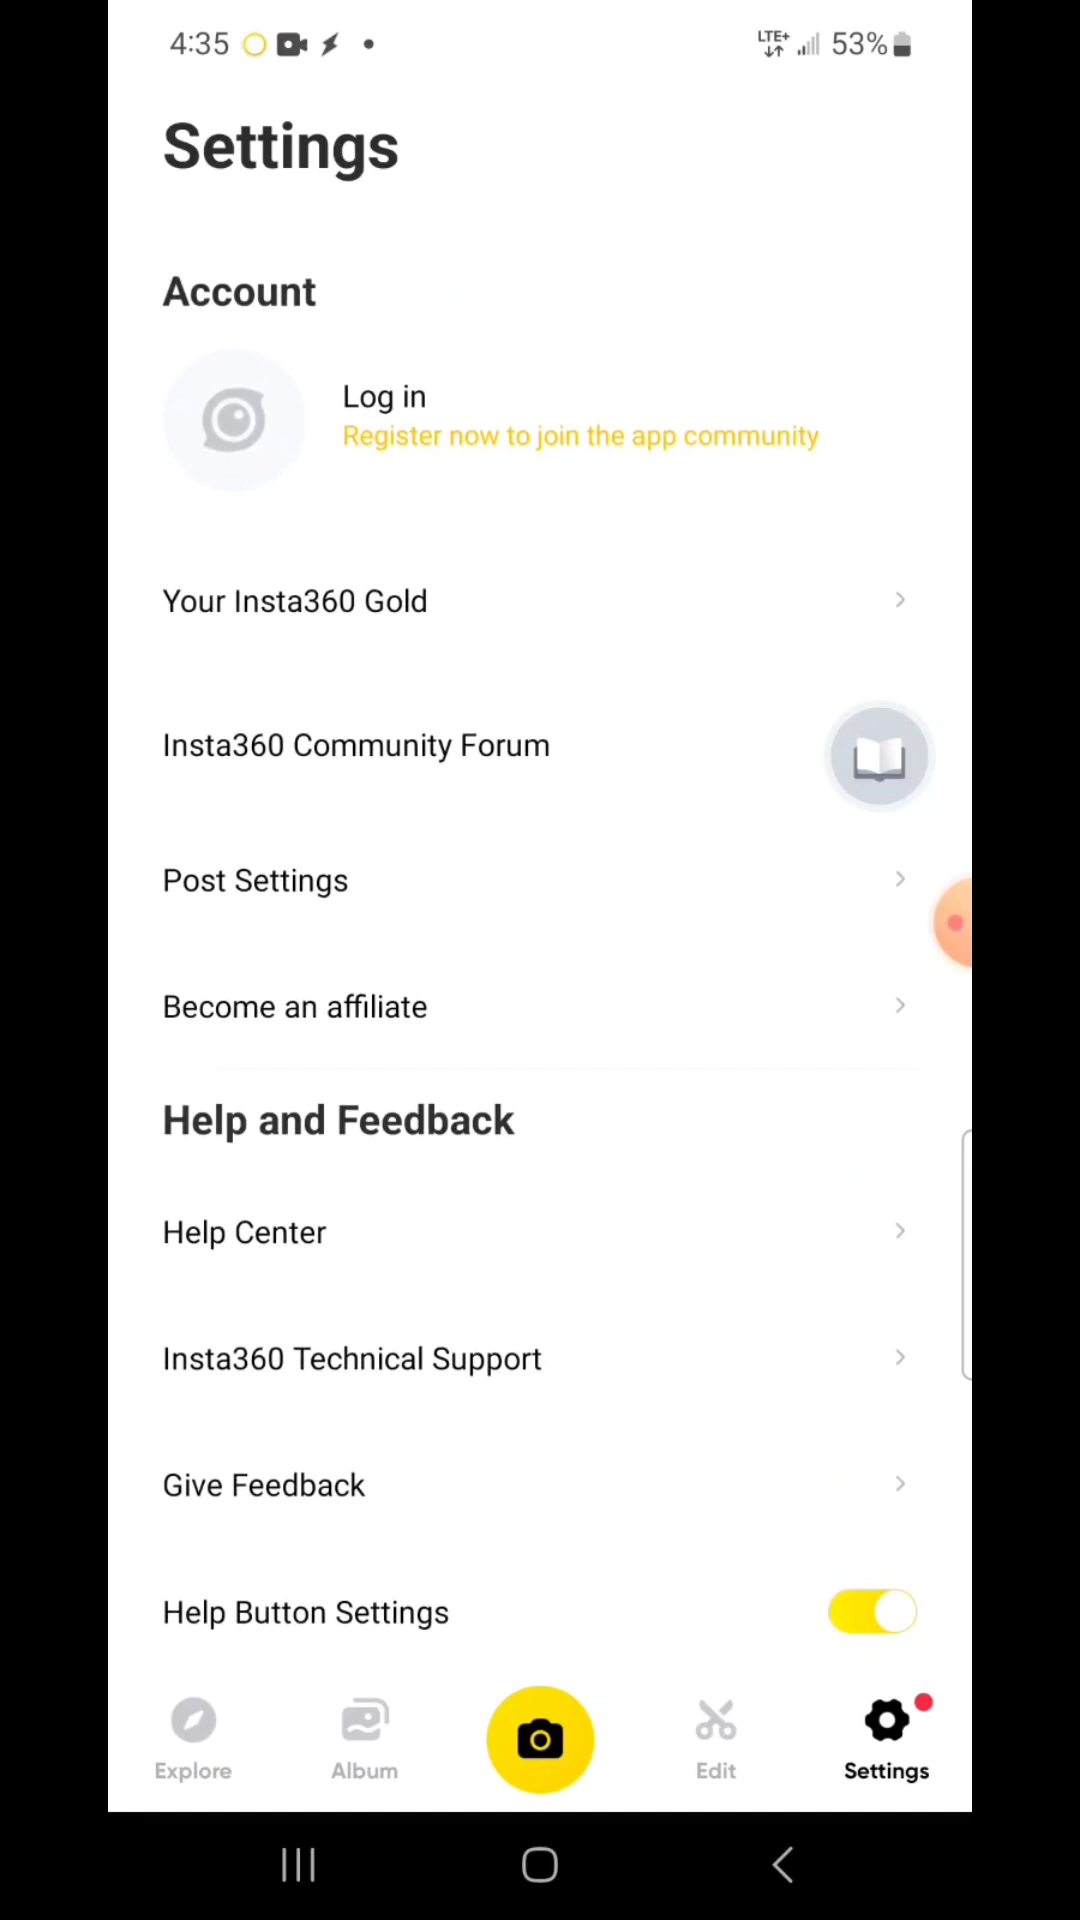 4:35
LTE+ 53%
Settings
Account
Log in
Register now to join the app community
Your Insta360 Gold
Insta360 Community Forum
Post Settings
Become an affiliate
Help and Feedback
Help Center
Insta360 Technical Support
Give Feedback
Help Button Settings
Explore Album Edit Settings